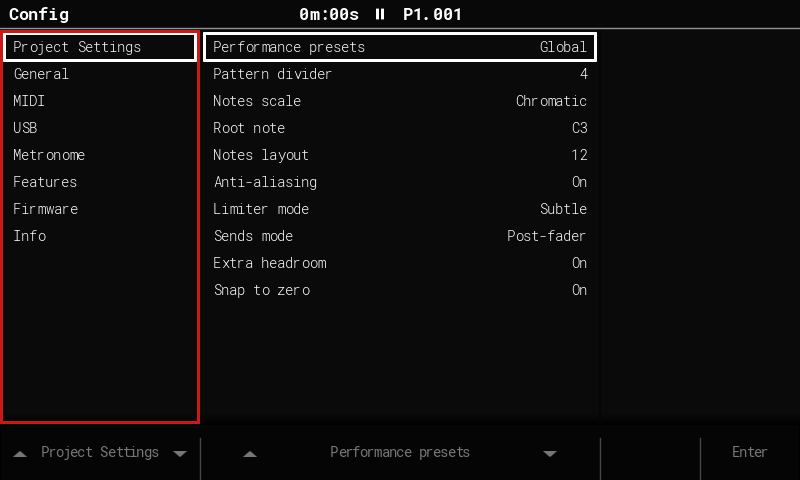 Config 0m:00s P1.001
Project Settings Performance presets Global
General Pattern divider 4
MIDI Notes scale Chromatic
USB Root note C3
Metronome Notes layout 12
Features Anti-aliasing On
Firmware Limiter mode Subtle
Info Sends mode Post-fader
Extra headroom On
Snap to zero On
Project Settings Performance presets Enter